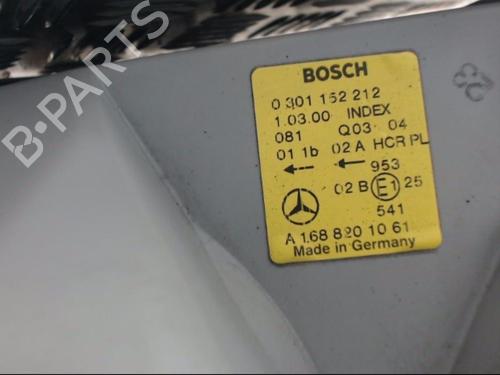 B-PARTS
BOSCH
0 301 152 212
1.03.00 INDEX
081 Q03 04
01 1b 02 A HCR PL
953
02 B E1 25
541
A 168 820 10 61
Made in Germany